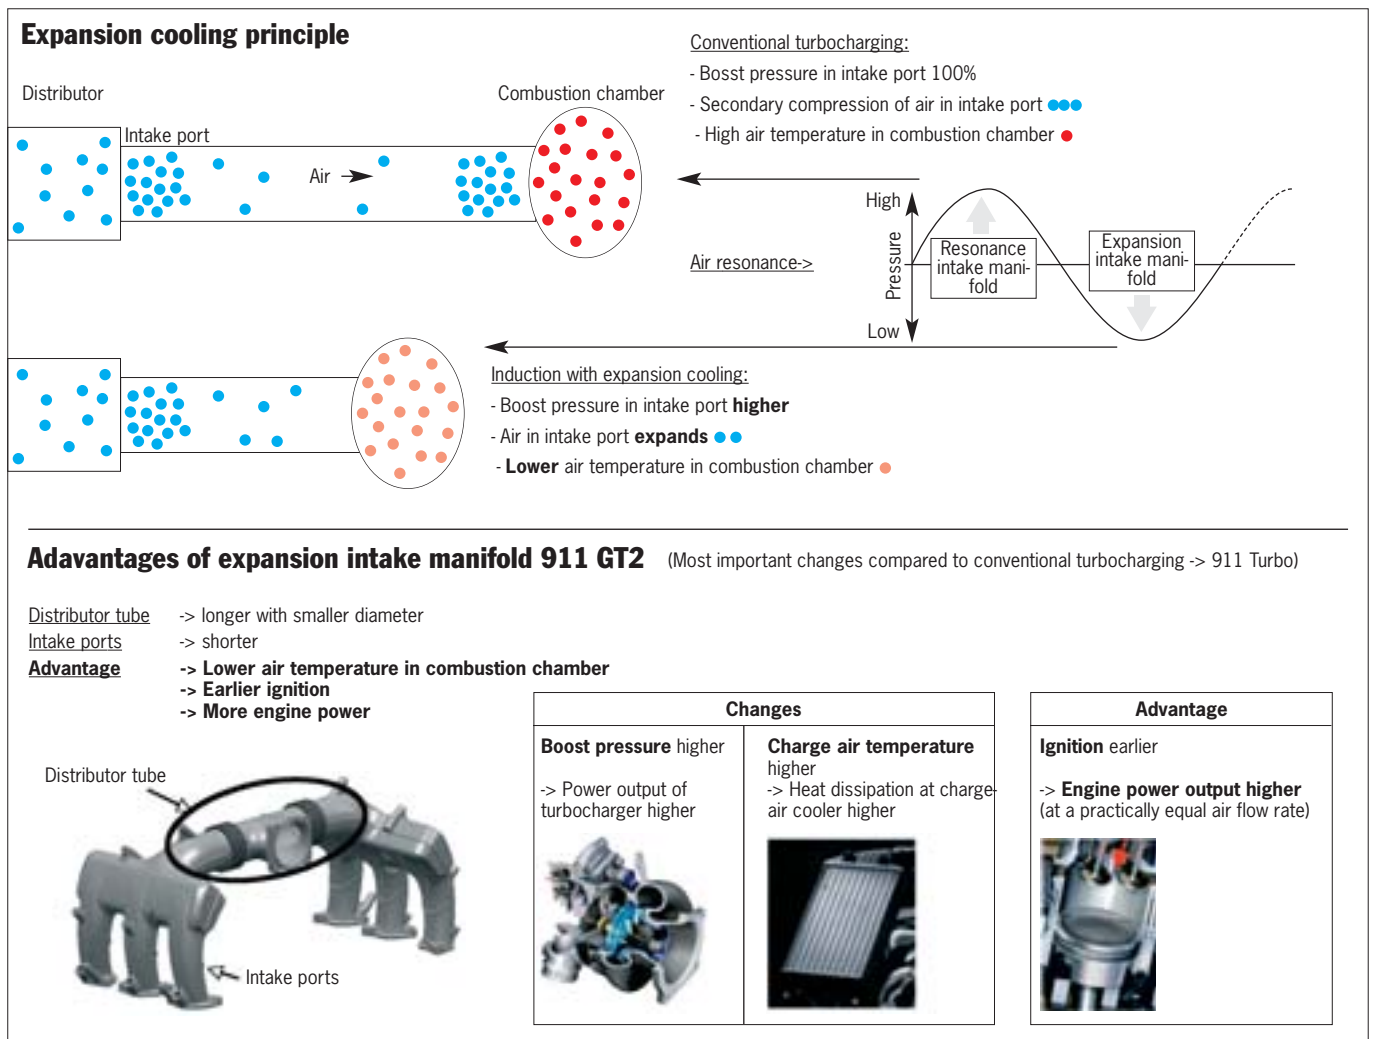 Expansion cooling principle
Distributor
Combustion chamber
Intake port
Air
Conventional turbocharging:
- Bosst pressure in intake port 100%
- Secondary compression of air in intake port
- High air temperature in combustion chamber
Air resonance->
High
Pressure
Low
Resonance
intake mani-
fold
Expansion
intake mani-
fold
Induction with expansion cooling:
- Boost pressure in intake port higher
- Air in intake port expands
- Lower air temperature in combustion chamber
Adavantages of expansion intake manifold 911 GT2 (Most important changes compared to conventional turbocharging -> 911 Turbo)
Distributor tube -> longer with smaller diameter
Intake ports -> shorter
Advantage -> Lower air temperature in combustion chamber
-> Earlier ignition
-> More engine power
Distributor tube
Intake ports
Changes
Boost pressure higher
-> Power output of
turbocharger higher
Charge air temperature
higher
-> Heat dissipation at charge-
air cooler higher
Advantage
Ignition earlier
-> Engine power output higher
(at a practically equal air flow rate)